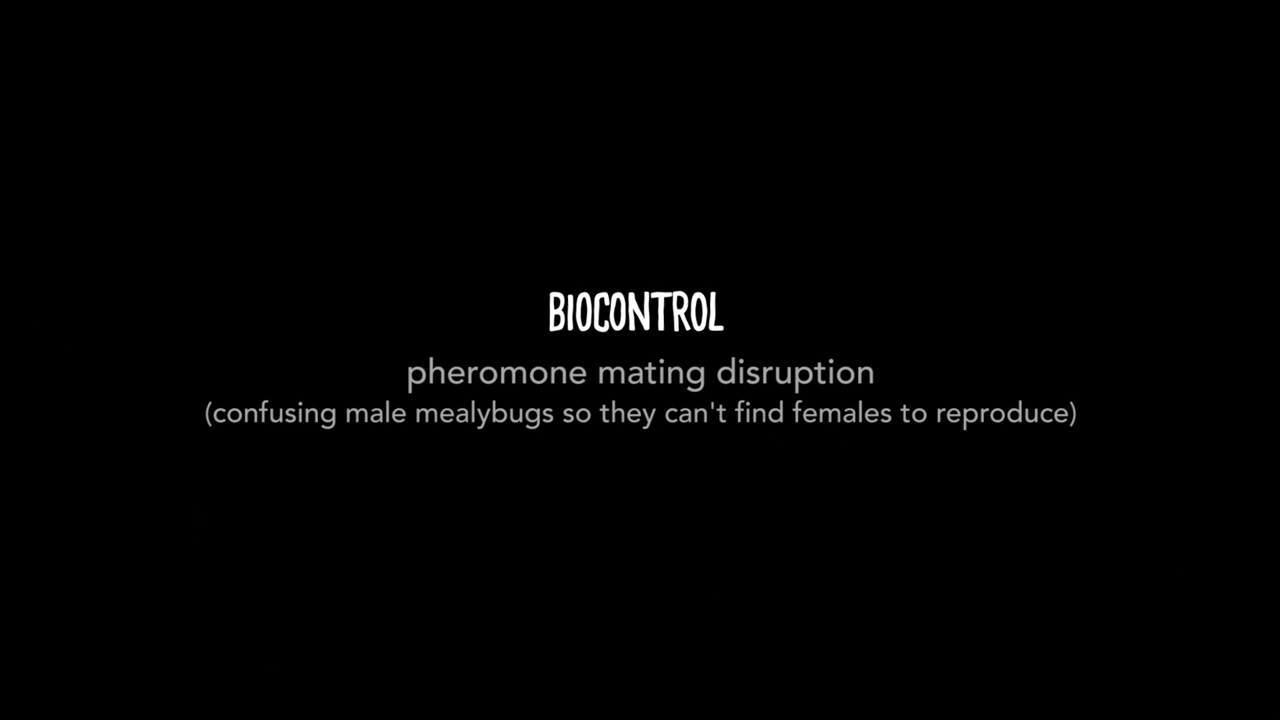 BIOCONTROL
pheromone mating disruption
(confusing male mealybugs so they can't find females to reproduce)